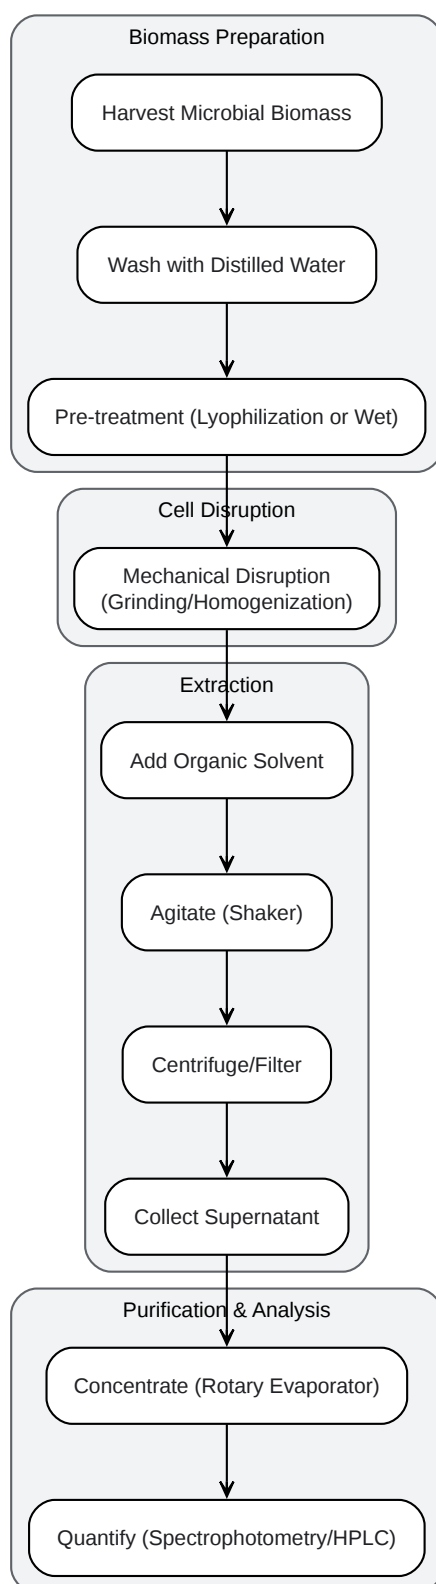 Biomass Preparation
Harvest Microbial Biomass
Wash with Distilled Water
Pre-treatment (Lyophilization or Wet)
Cell Disruption
Mechanical Disruption
(Grinding/Homogenization)
Extraction
Add Organic Solvent
Agitate (Shaker)
Centrifuge/Filter
Collect Supernatant
Purification & Analysis
Concentrate (Rotary Evaporator)
Quantify (Spectrophotometry/HPLC)